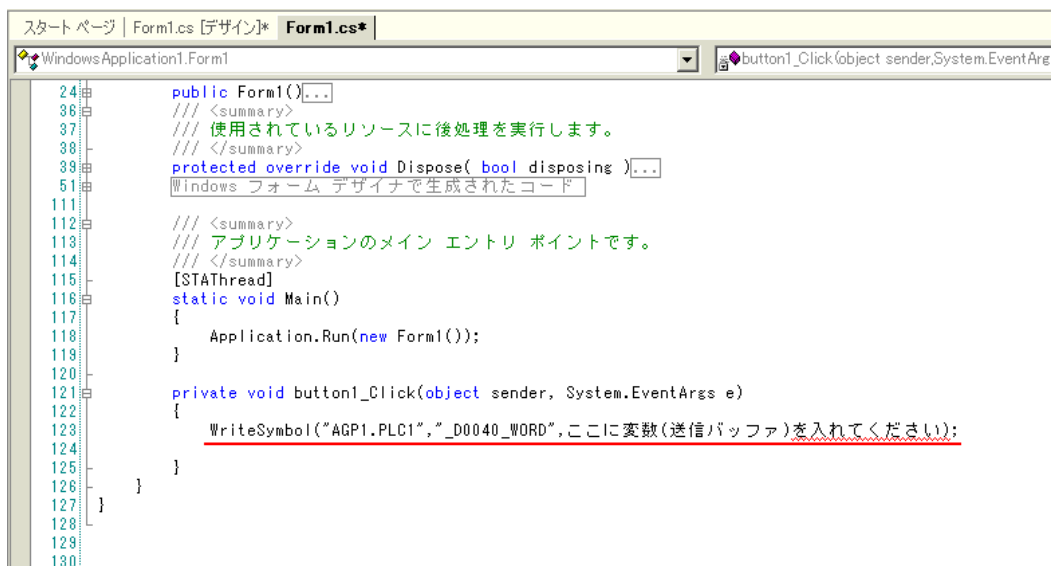 スタート ページ Form1.cs [デザイン]* Form1.cs*
WindowsApplication1.Form1 button1_Click(object sender,System.EventArg
24 public Form1()...
36 /// <summary>
37 /// 使用されているリソースに後処理を実行します。
38 /// </summary>
39 protected override void Dispose( bool disposing )...
51 Windows フォーム デザイナで生成されたコード
111
112 /// <summary>
113 /// アプリケーションのメイン エントリ ポイントです。
114 /// </summary>
115 [STAThread]
116 static void Main()
117 {
118 Application.Run(new Form1());
119 }
120
121 private void button1_Click(object sender, System.EventArgs e)
122 {
123 WriteSymbol("AGP1.PLC1","_D0040_WORD",ここに変数(送信バッファ)を入れてください);
124
125 }
126 }
127 }
128
129
130